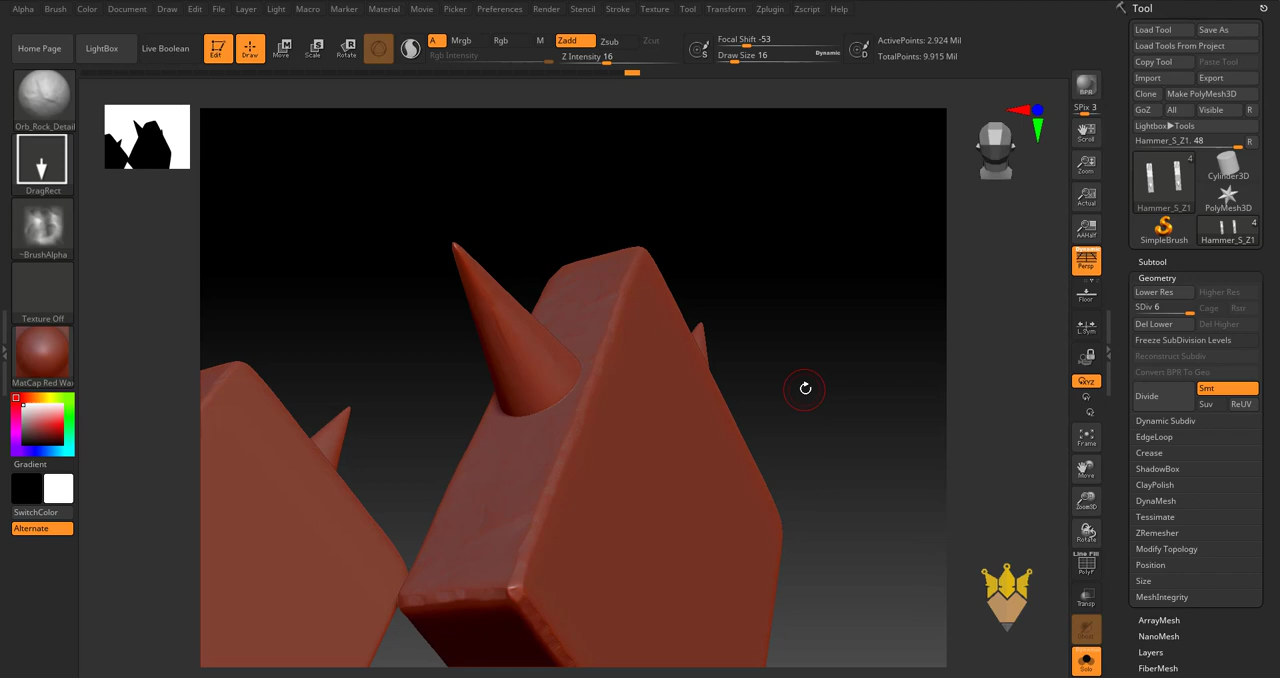 Alpha Brush Color Document Draw Edit File Layer Light Macro Marker Material Movie Picker Preferences Render Stencil Stroke Texture Tool Transform Zplugin Zscript Help
Home Page LightBox Live Boolean Edit Draw Move Scale Rotate A Mrgb Rgb M Zadd Zsub Zcut
Rgb Intensity Z Intensity 16 S Focal Shift -53
Draw Size 16 Dynamic D ActivePoints: 2.924 Mil
TotalPoints: 9.915 Mil
Orb_Rock_Detail
DragRect
~BrushAlpha
Texture Off
MatCap Red Wa
Gradient
SwitchColor
Alternate
BPR
SPix 3
Scroll
Zoom
Actual
AAHalf
Dynamic
Persp
Floor
L.Sym
XYZ
Frame
Move
Zoom3D
Rotate
Line Fill
PolyF
Transp
Solo
Tool
Load Tool Save As
Load Tools From Project
Copy Tool Paste Tool
Import Export
Clone Make PolyMesh3D
GoZ All Visible R
Lightbox▶Tools
Hammer_S_Z1. 48 R
4
Cylinder3D
Hammer_S_Z1 PolyMesh3D
4
SimpleBrush Hammer_S_Z1
Subtool
Geometry
Lower Res Higher Res
SDiv 6 Cage Rstr
Del Lower Del Higher
Freeze SubDivision Levels
Reconstruct Subdiv
Convert BPR To Geo
Divide Smt
Suv ReUV
Dynamic Subdiv
EdgeLoop
Crease
ShadowBox
ClayPolish
DynaMesh
Tessimate
ZRemesher
Modify Topology
Position
Size
MeshIntegrity
ArrayMesh
NanoMesh
Layers
FiberMesh